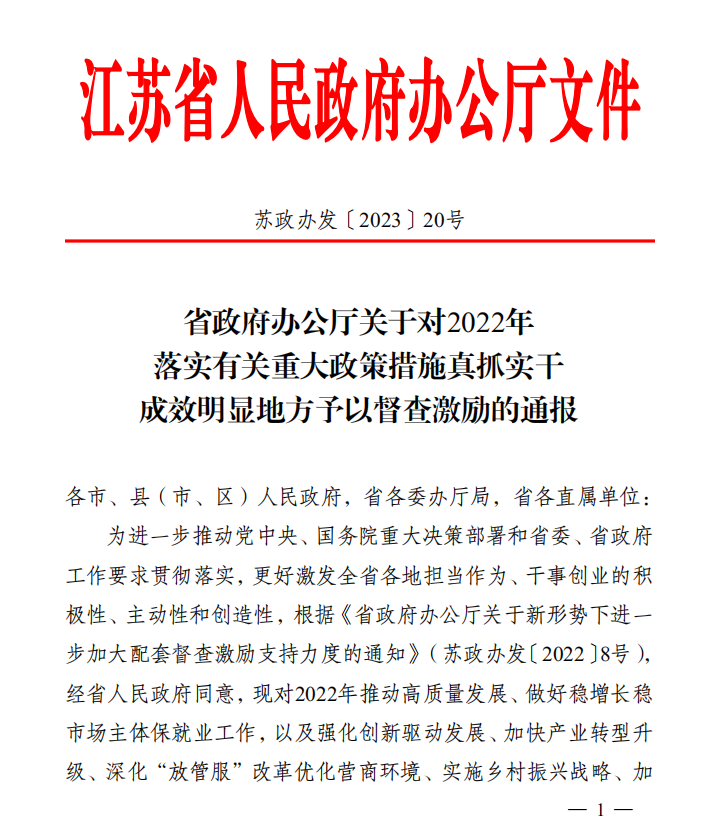 江苏省人民政府办公厅文件
苏政办发〔2023〕20号
省政府办公厅关于对2022年
落实有关重大政策措施真抓实干
成效明显地方予以督查激励的通报
各市、县（市、区）人民政府，省各委办厅局，省各直属单位：
为进一步推动党中央、国务院重大决策部署和省委、省政府
工作要求贯彻落实，更好激发全省各地担当作为、干事创业的积
极性、主动性和创造性，根据《省政府办公厅关于新形势下进一
步加大配套督查激励支持力度的通知》（苏政办发〔2022〕8号），
经省人民政府同意，现对2022年推动高质量发展、做好稳增长稳
市场主体保就业工作，以及强化创新驱动发展、加快产业转型升
级、深化“放管服”改革优化营商环境、实施乡村振兴战略、加
— 1 —